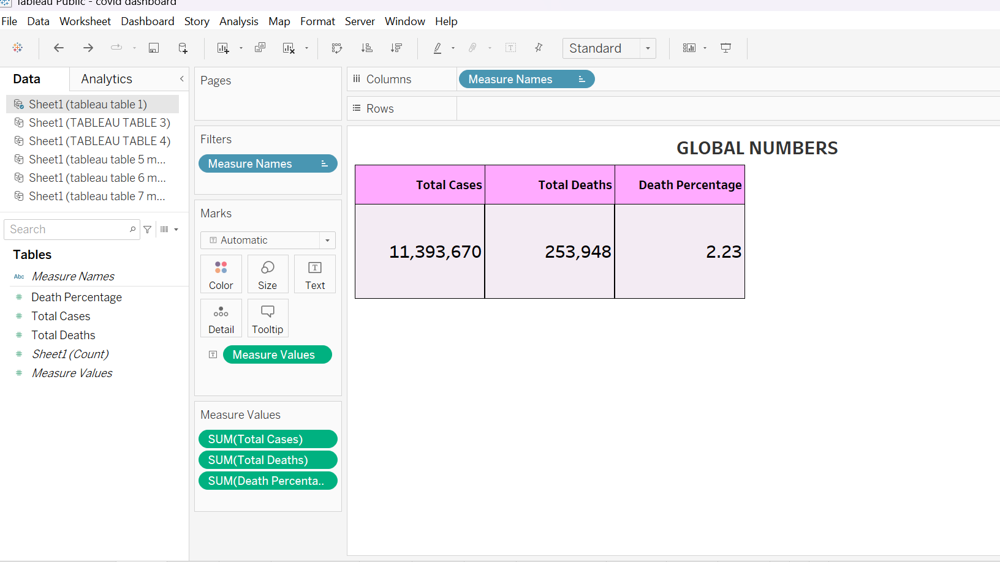 Tableau Public - covid dashboard
File Data Worksheet Dashboard Story Analysis Map Format Server Window Help
Standard
Data Analytics
Sheet1 (tableau table 1)
Sheet1 (TABLEAU TABLE 3)
Sheet1 (TABLEAU TABLE 4)
Sheet1 (tableau table 5 m...
Sheet1 (tableau table 6 m...
Sheet1 (tableau table 7 m...
Search
Tables
Abc Measure Names
# Death Percentage
# Total Cases
# Total Deaths
# Sheet1 (Count)
# Measure Values
Pages
Filters
Measure Names
Marks
T Automatic
Color Size T Text
Detail Tooltip
T Measure Values
Measure Values
SUM(Total Cases)
SUM(Total Deaths)
SUM(Death Percenta..
Columns Measure Names
Rows
GLOBAL NUMBERS
Total Cases Total Deaths Death Percentage
11,393,670 253,948 2.23